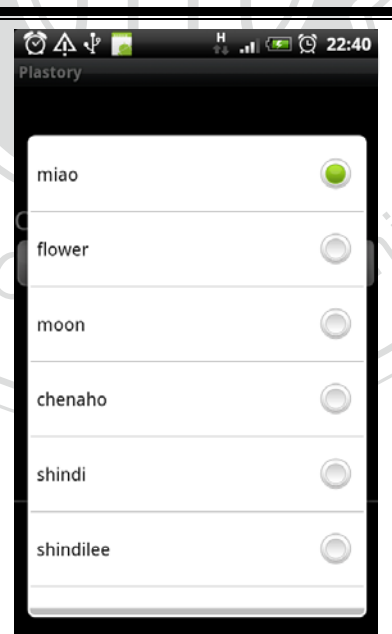 H 22:40
Plastory
miao
flower
moon
chenaho
shindi
shindilee